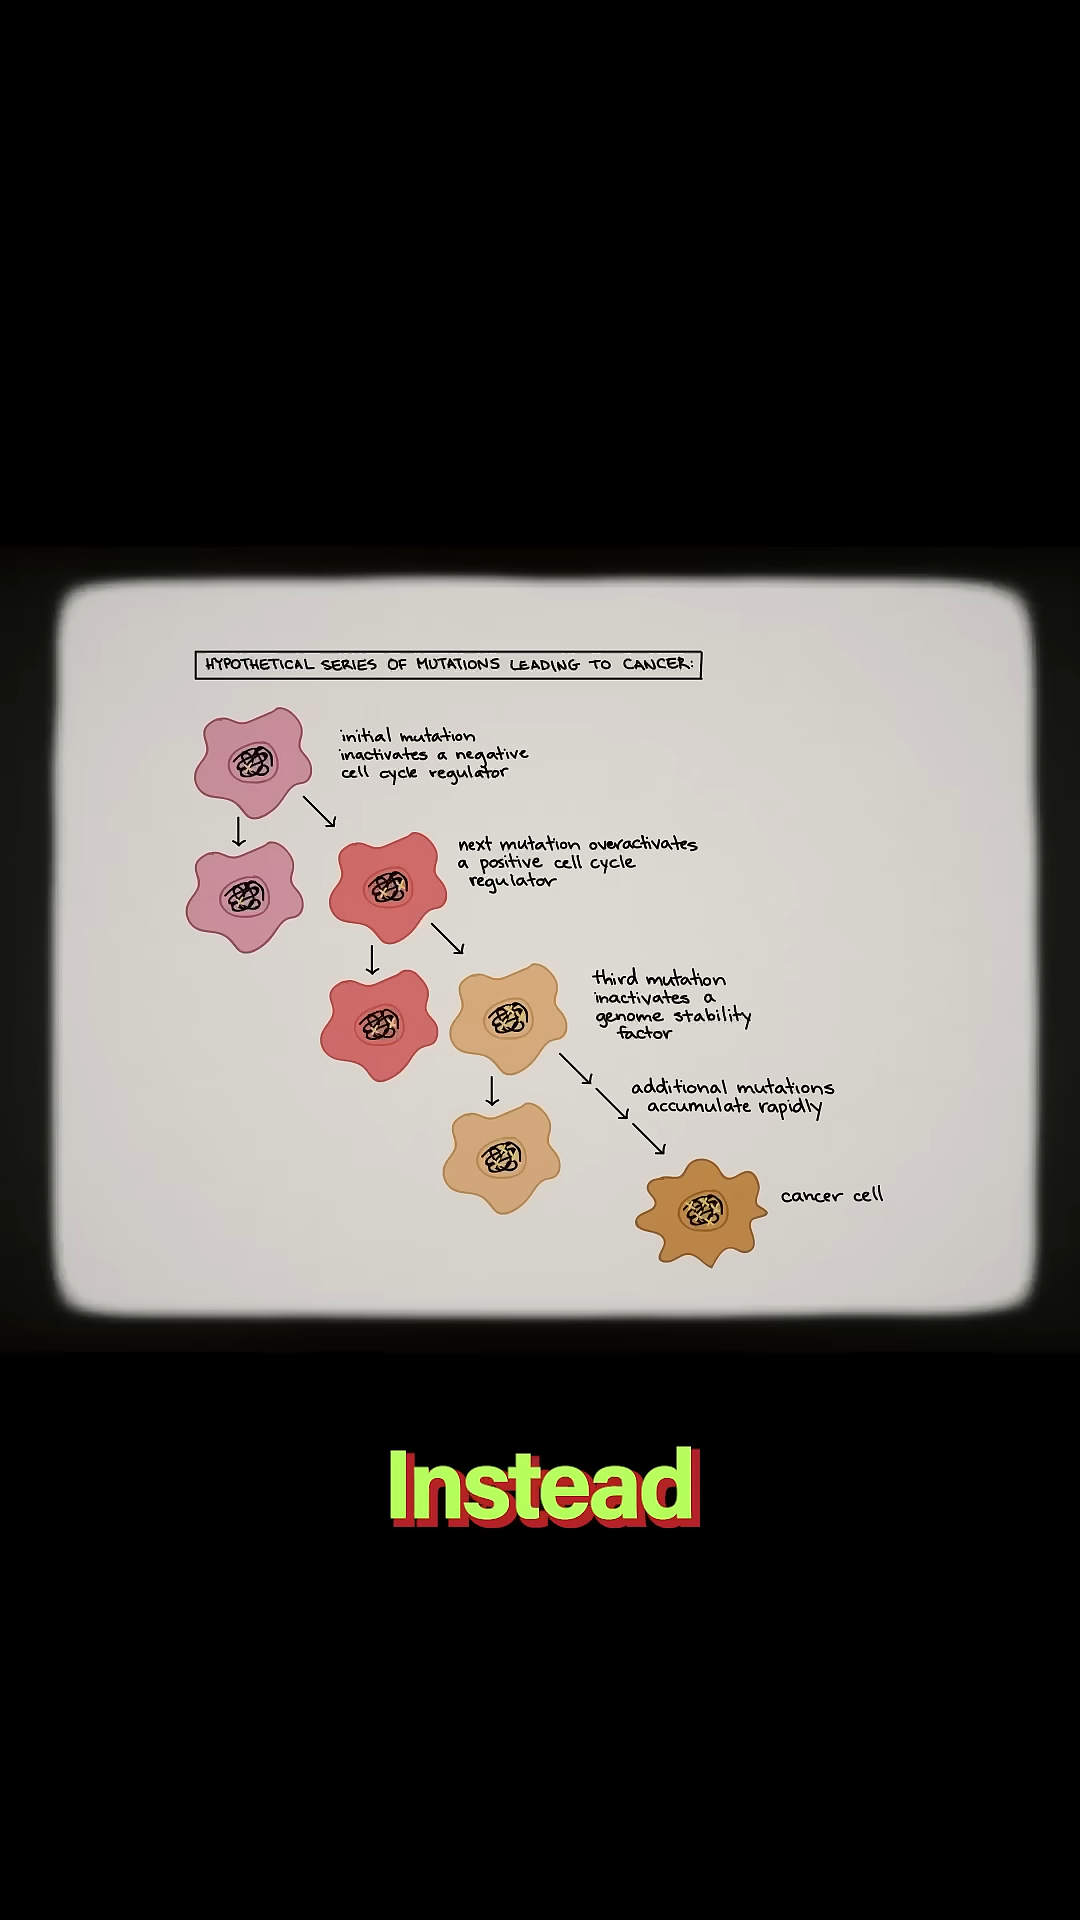 HYPOTHETICAL SERIES OF MUTATIONS LEADING TO CANCER:
initial mutation
inactivates a negative
cell cycle regulator
next mutation overactivates
a positive cell cycle
regulator
third mutation
inactivates a
genome stability
factor
additional mutations
accumulate rapidly
cancer cell
Instead